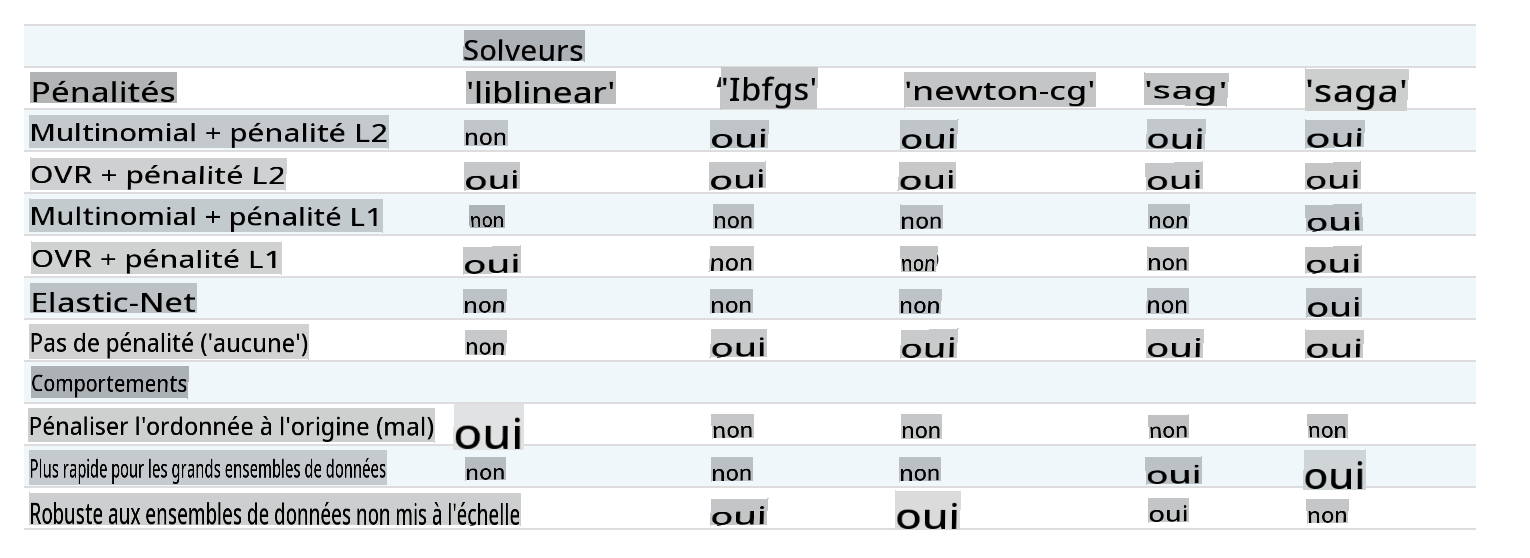 Solveurs
Pénalités 'liblinear' “'Ibfgs' 'newton-cg' 'sag' 'saga'
Multinomial + pénalité L2 non oui oui oui oui
OVR + pénalité L2 oui oui oui oui oui
Multinomial + pénalité L1 non non non non oui
OVR + pénalité L1 oui non non) non oui
Elastic-Net non non non non oui
Pas de pénalité ('aucune') non oui oui oui oui
Comportements
Pénaliser l'ordonnée à l'origine (mal) oui non non non non
Plus rapide pour les grands ensembles de données non non non oui oui
Robuste aux ensembles de données non mis à l'échelle oui oui oui non